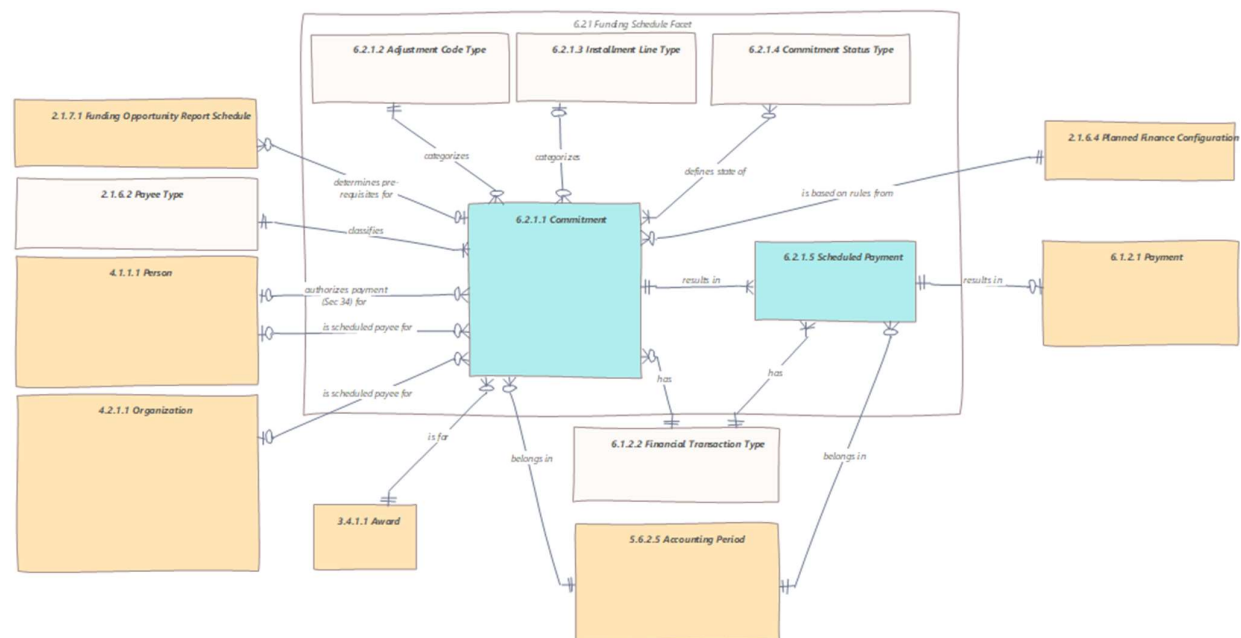 6.2.1 Funding Schedule Facet
6.2.1.2 Adjustment Code Type
6.2.1.3 Installment Line Type
6.2.1.4 Commitment Status Type
2.1.7.1 Funding Opportunity Report Schedule
2.1.6.4 Planned Finance Configuration
categorizes
categorizes
defines state of
determines pre-
requisites for
is based on rules from
2.1.6.2 Payee Type
classifies
6.2.1.1 Commitment
4.1.1.1 Person
6.2.1.5 Scheduled Payment
6.1.2.1 Payment
authorizes payment
(Sec 34) for
results in
results in
is scheduled payee for
has
has
is scheduled payee for
4.2.1.1 Organization
is for
belongs in
6.1.2.2 Financial Transaction Type
belongs in
3.4.1.1 Award
5.6.2.5 Accounting Period